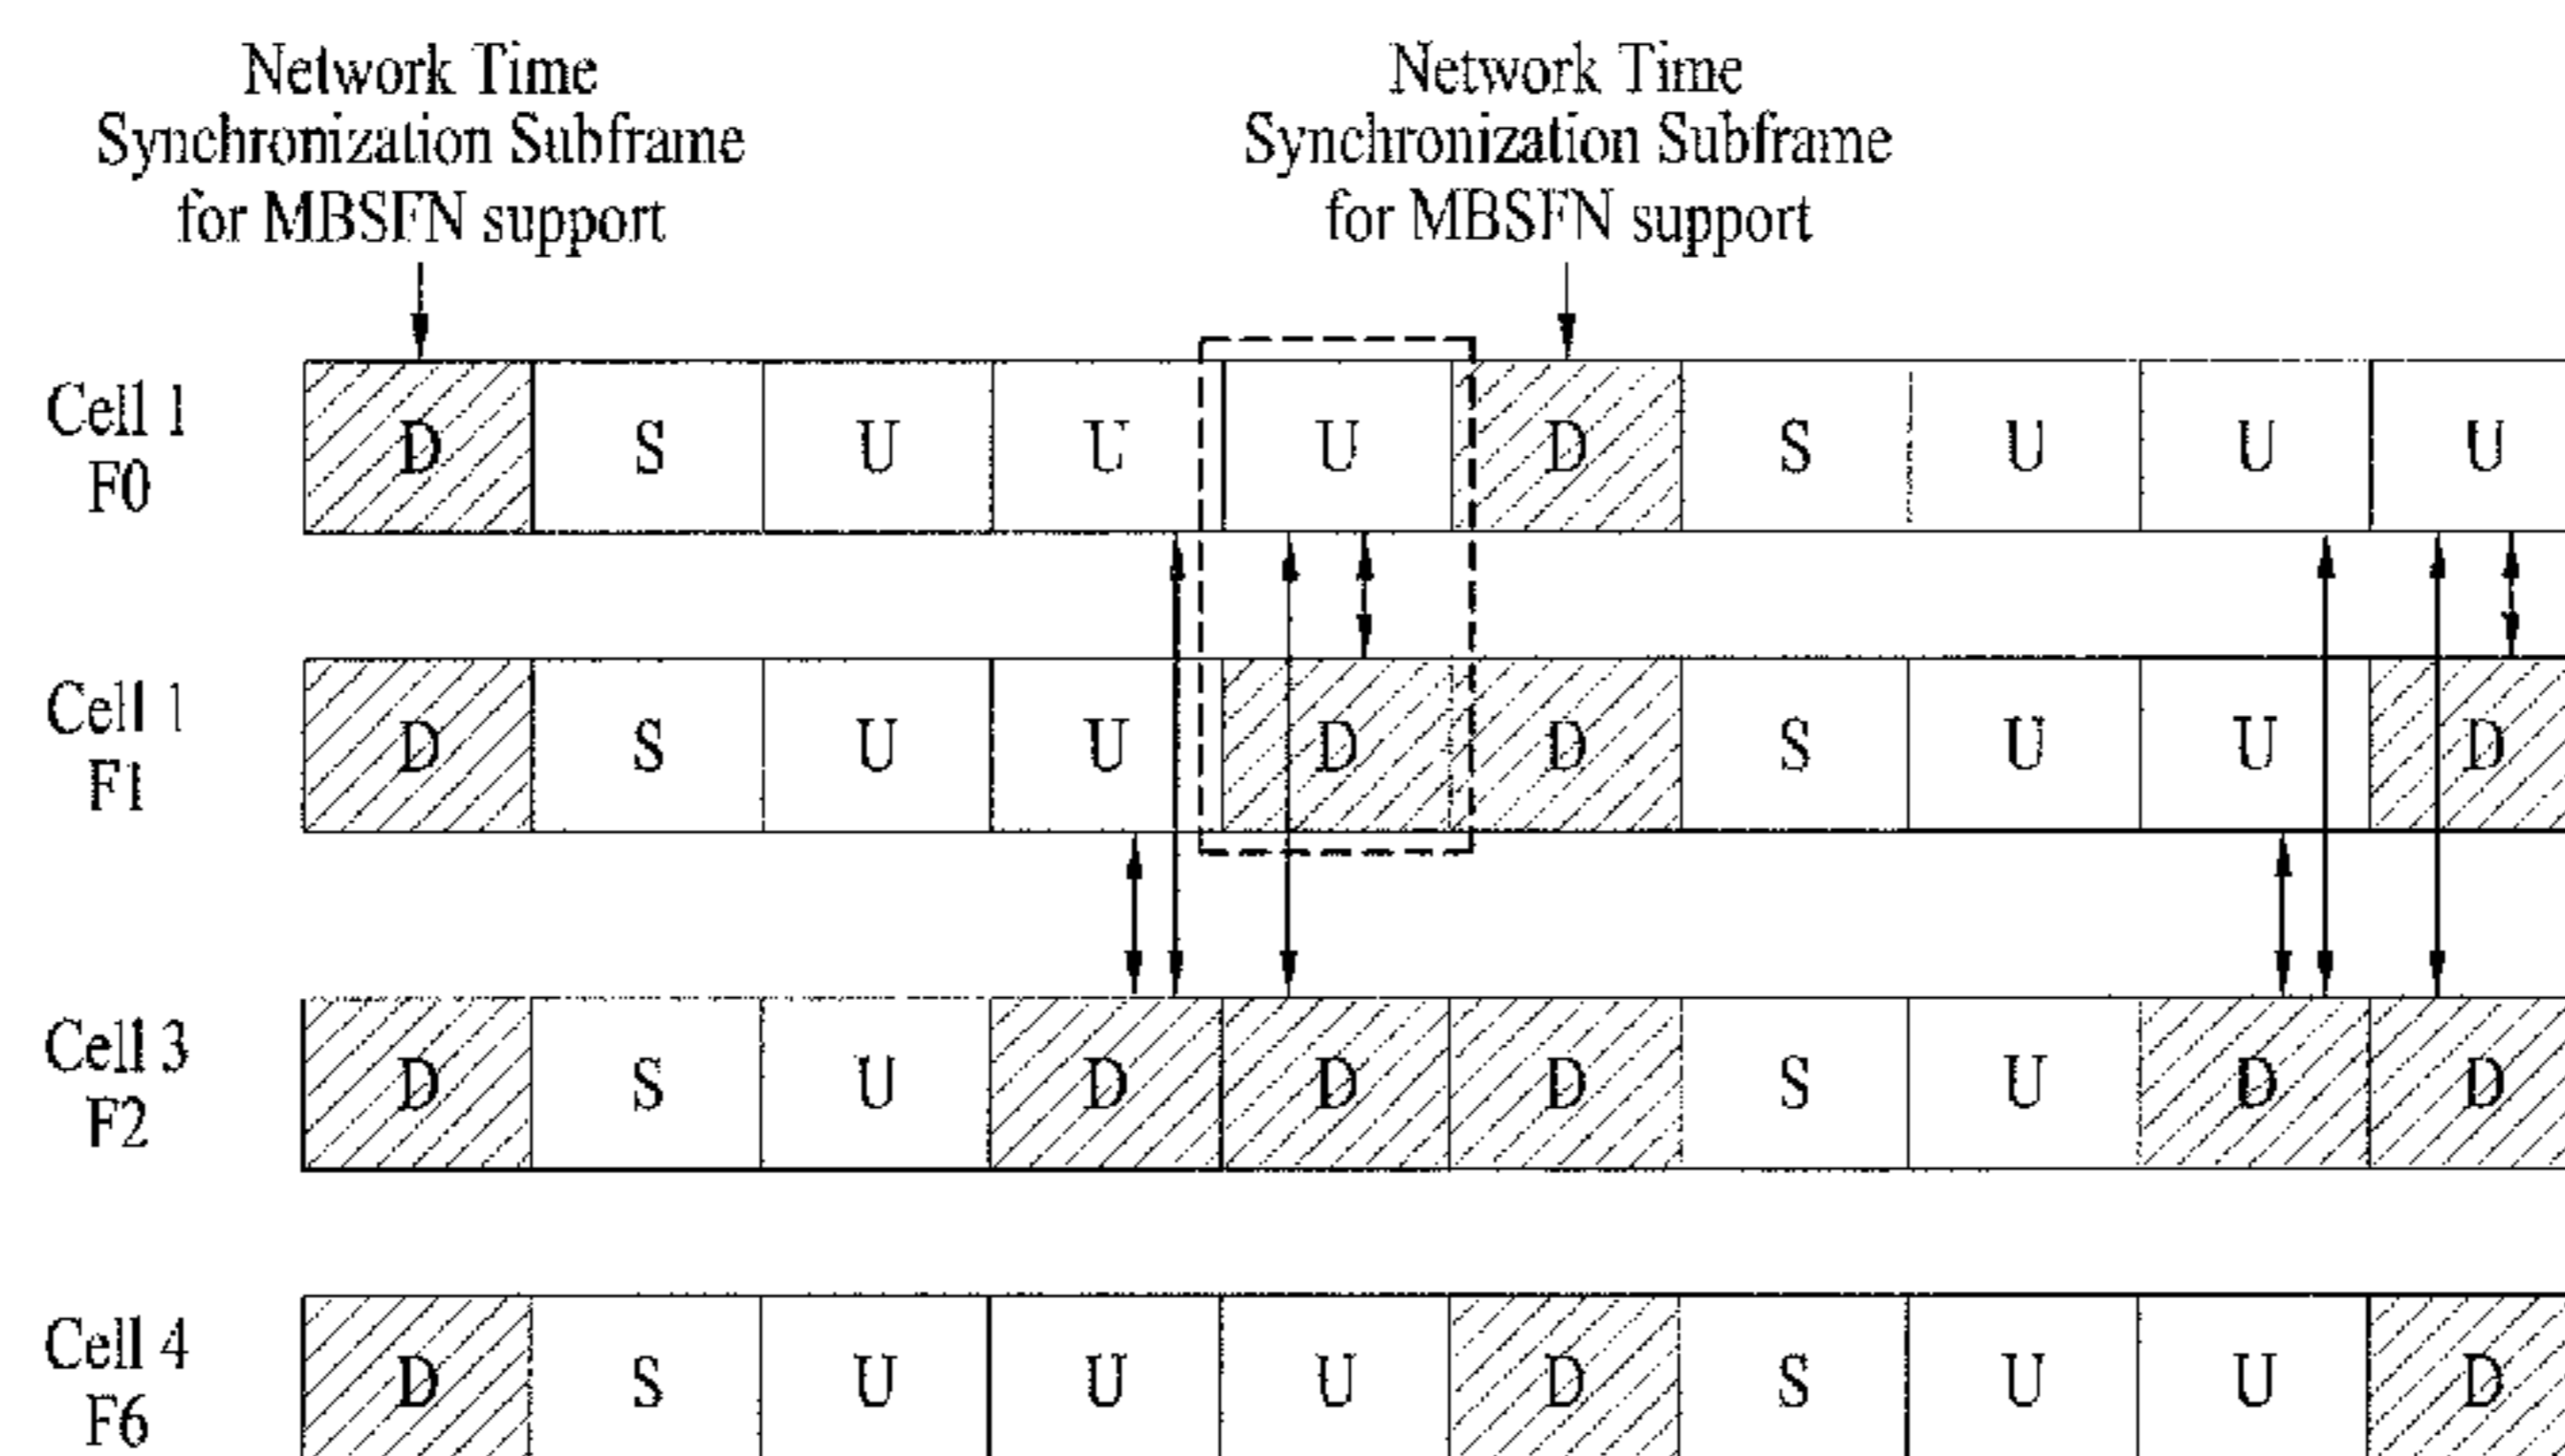 Network Time
Synchronization Subframe
for MBSFN support
Network Time
Synchronization Subframe
for MBSFN support
Cell 1
F0
D S U U U D S U U U
Cell 1
F1
D S U U D D S U U D
Cell 3
F2
D S U D D D S U D D
Cell 4
F6
D S U U U D S U U D